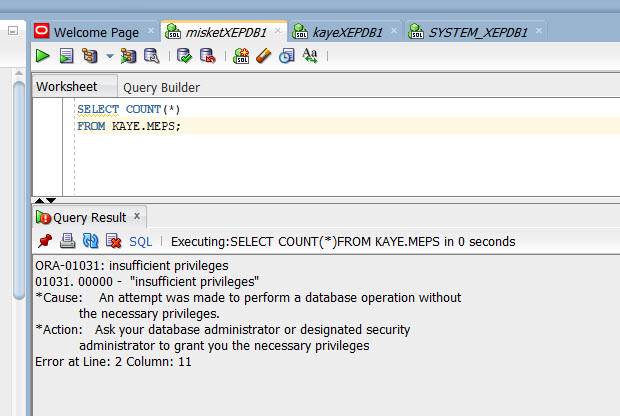 Welcome Page misketXEPDB1 kayeXEPDB1 SYSTEM_XEPDB1
Worksheet Query Builder
SELECT COUNT(*)
FROM KAYE.MEPS;
Query Result x
SQL | Executing:SELECT COUNT(*)FROM KAYE.MEPS in 0 seconds
ORA-01031: insufficient privileges
01031. 00000 - "insufficient privileges"
*Cause: An attempt was made to perform a database operation without
the necessary privileges.
*Action: Ask your database administrator or designated security
administrator to grant you the necessary privileges
Error at Line: 2 Column: 11